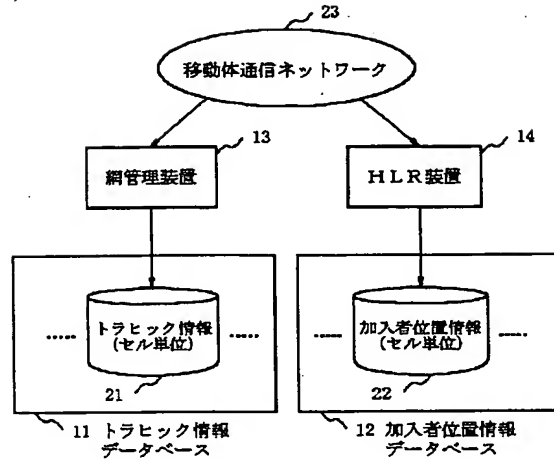 23
移動体通信ネットワーク
13
14
網管理装置
HLR装置
トラヒック情報
(セル単位)
加入者位置情報
(セル単位)
.....
.....
.....
.....
21
22
11 トラヒック情報
データベース
12 加入者位置情報
データベース